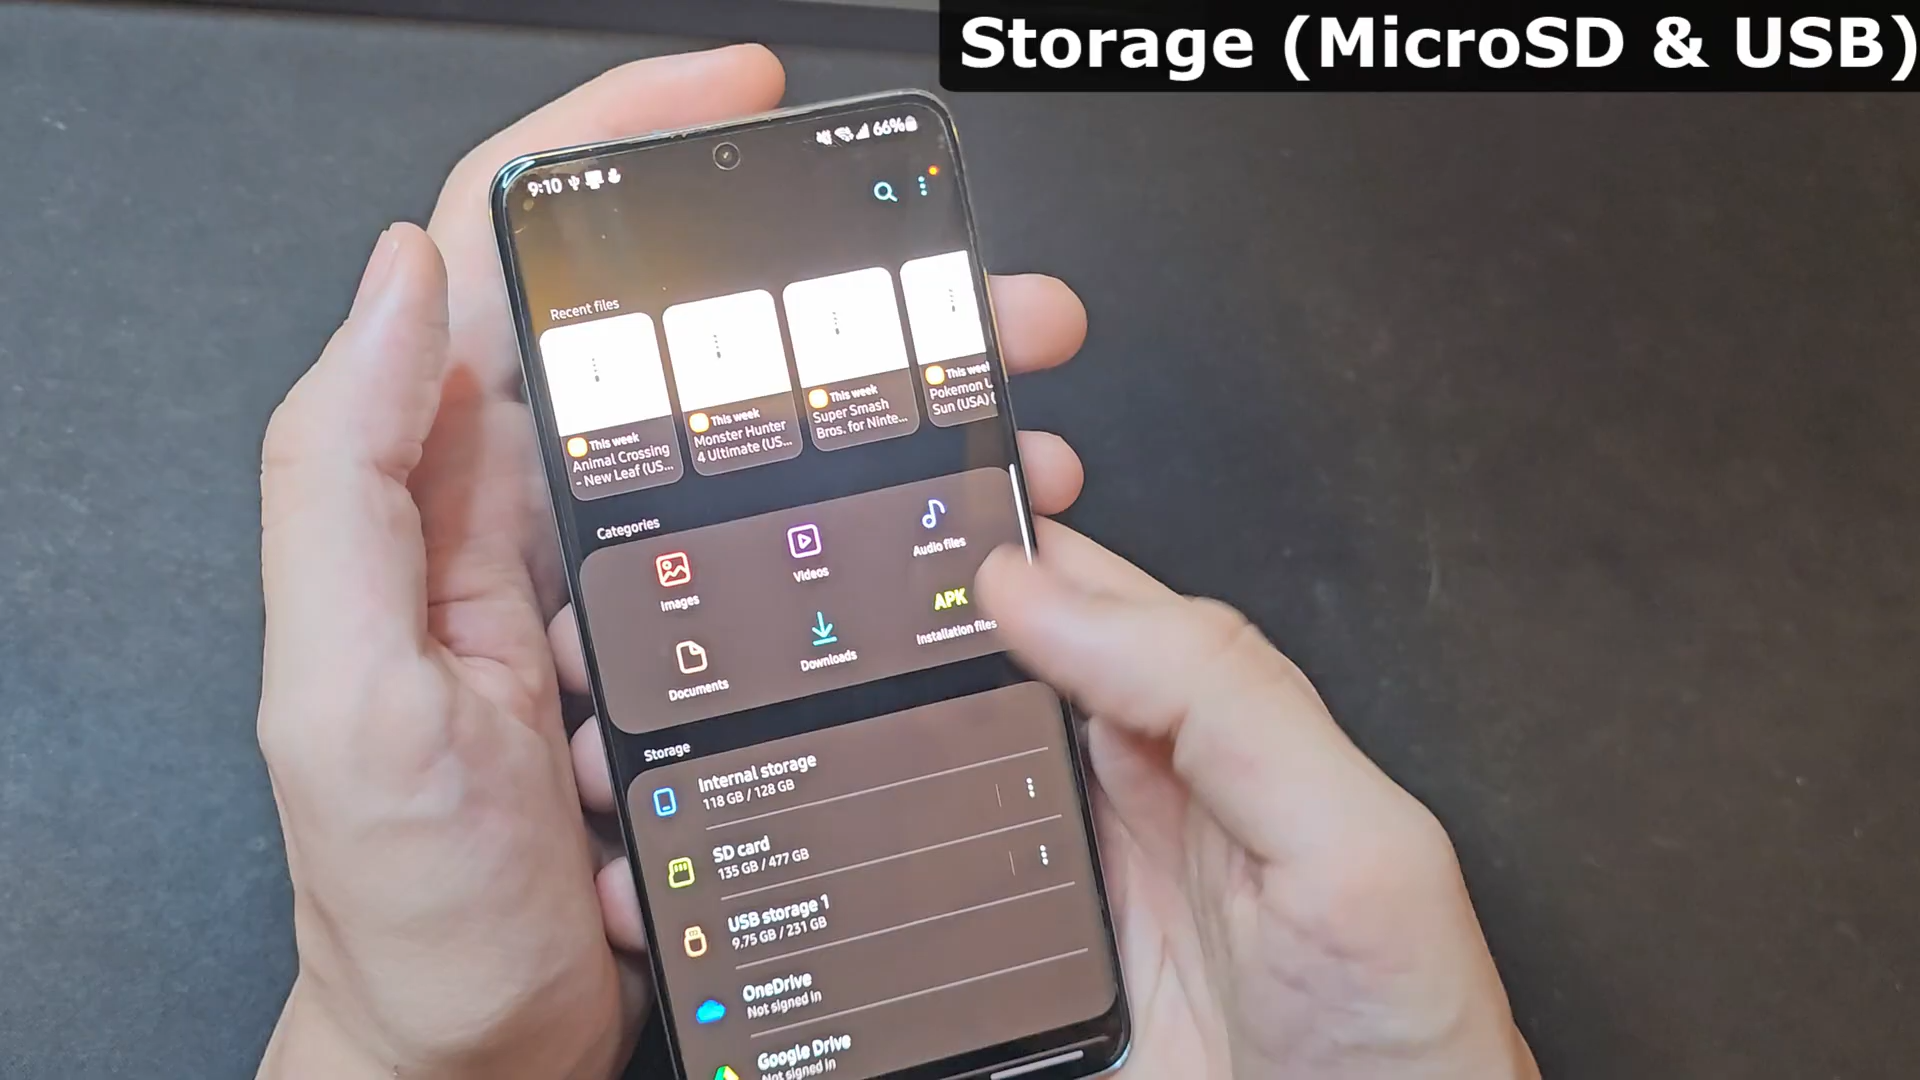 Storage (MicroSD & USB)
9:10
66%
Recent files
This week
Animal Crossing
- New Leaf (US...
This week
Monster Hunter
4 Ultimate (US...
This week
Super Smash
Bros. for Ninte...
This week
Pokemon U
Sun (USA) (
Categories
Images
Videos
Audio files
Documents
Downloads
APK
Installation files
Storage
Internal storage
118 GB / 128 GB
SD card
135 GB / 477 GB
USB storage 1
9.75 GB / 231 GB
OneDrive
Not signed in
Google Drive
Not signed in